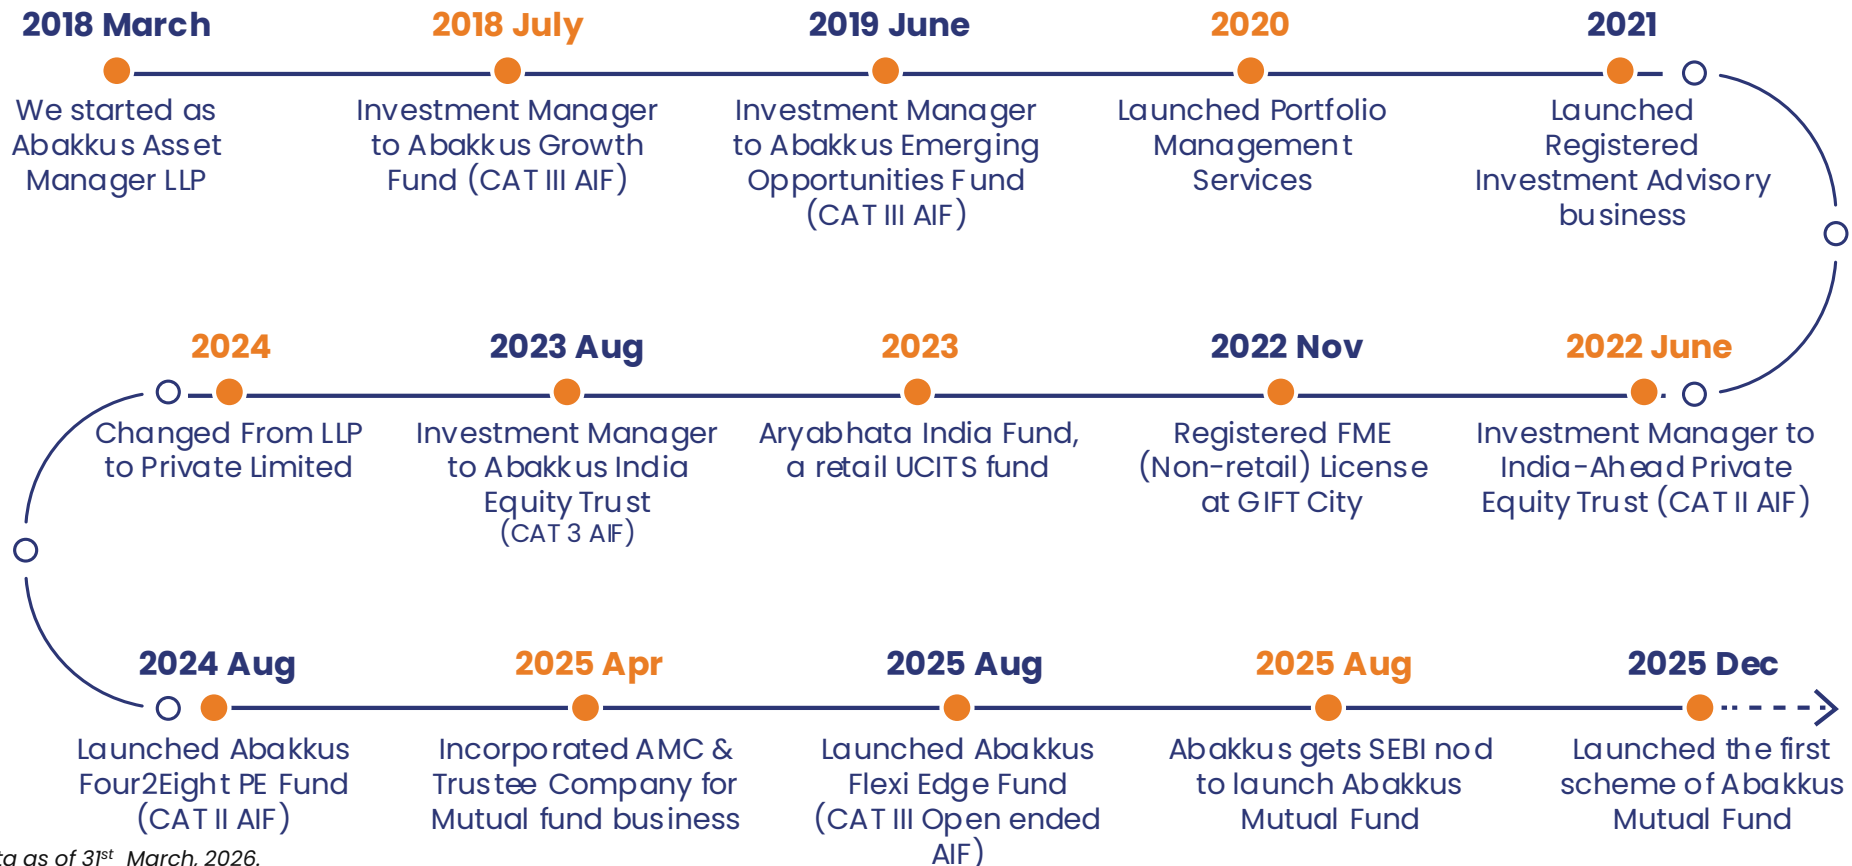 2018 March
We started as
Abakkus Asset
Manager LLP
2018 July
Investment Manager
to Abakkus Growth
Fund (CAT III AIF)
2019 June
Investment Manager
to Abakkus Emerging
Opportunities Fund
(CAT III AIF)
2020
Launched Portfolio
Management
Services
2021
Launched
Registered
Investment Advisory
business
2022 June
Investment Manager to
India-Ahead Private
Equity Trust (CAT II AIF)
2022 Nov
Registered FME
(Non-retail) License
at GIFT City
2023
Aryabhata India Fund,
a retail UCITS fund
2023 Aug
Investment Manager
to Abakkus India
Equity Trust
(CAT 3 AIF)
2024
Changed From LLP
to Private Limited
2024 Aug
Launched Abakkus
Four2Eight PE Fund
(CAT II AIF)
2025 Apr
Incorporated AMC &
Trustee Company for
Mutual fund business
2025 Aug
Launched Abakkus
Flexi Edge Fund
(CAT III Open ended
AIF)
2025 Aug
Abakkus gets SEBI nod
to launch Abakkus
Mutual Fund
2025 Dec
Launched the first
scheme of Abakkus
Mutual Fund
as of 31st March, 2026.